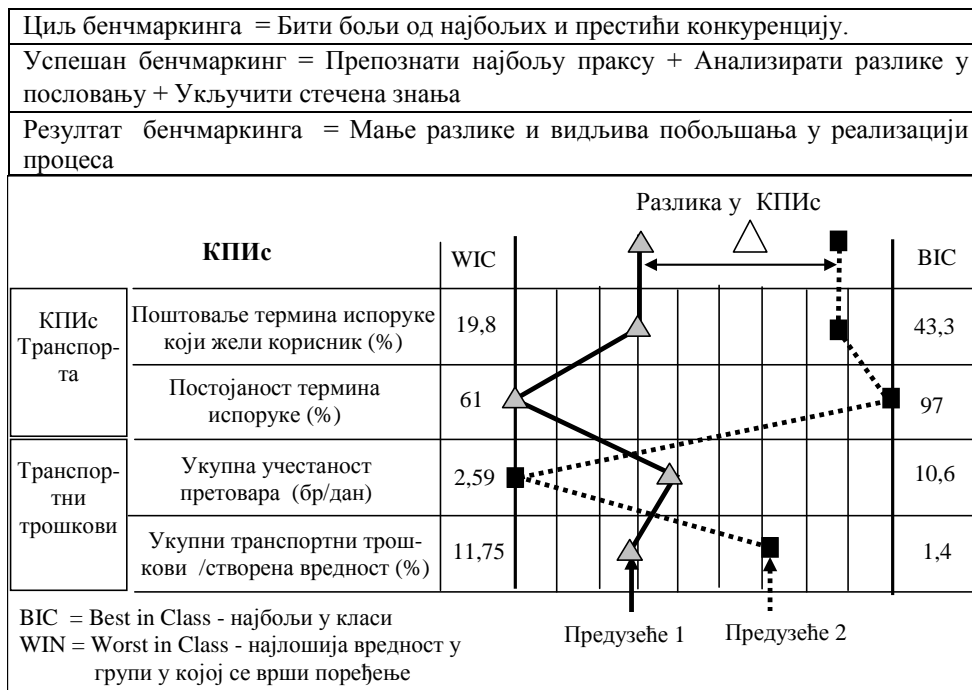 Циљ бенчмаркинга = Бити бољи од најбољих и престићи конкуренцију.
Успешан бенчмаркинг = Препознати најбољу праксу + Анализирати разлике у
пословању + Укључити стечена знања
Резултат бенчмаркинга = Мање разлике и видљива побољшања у реализацији
процеса
Разлика у КПИс
КПИс
WIC
BIC
КПИс
Транспор-
та
Поштоваље термина испоруке
који жели корисник (%)
19,8
43,3
Постојаност термина
испоруке (%)
61
97
Транспор-
тни
трошкови
Укупна учестаност
претовара (бр/дан)
2,59
10,6
Укупни транспортни трош-
кови /створена вредност (%)
11,75
1,4
BIC = Best in Class - најбољи у класи
WIN = Worst in Class - најлошија вредност у
групи у којој се врши поређење
Предузеће 1
Предузеће 2